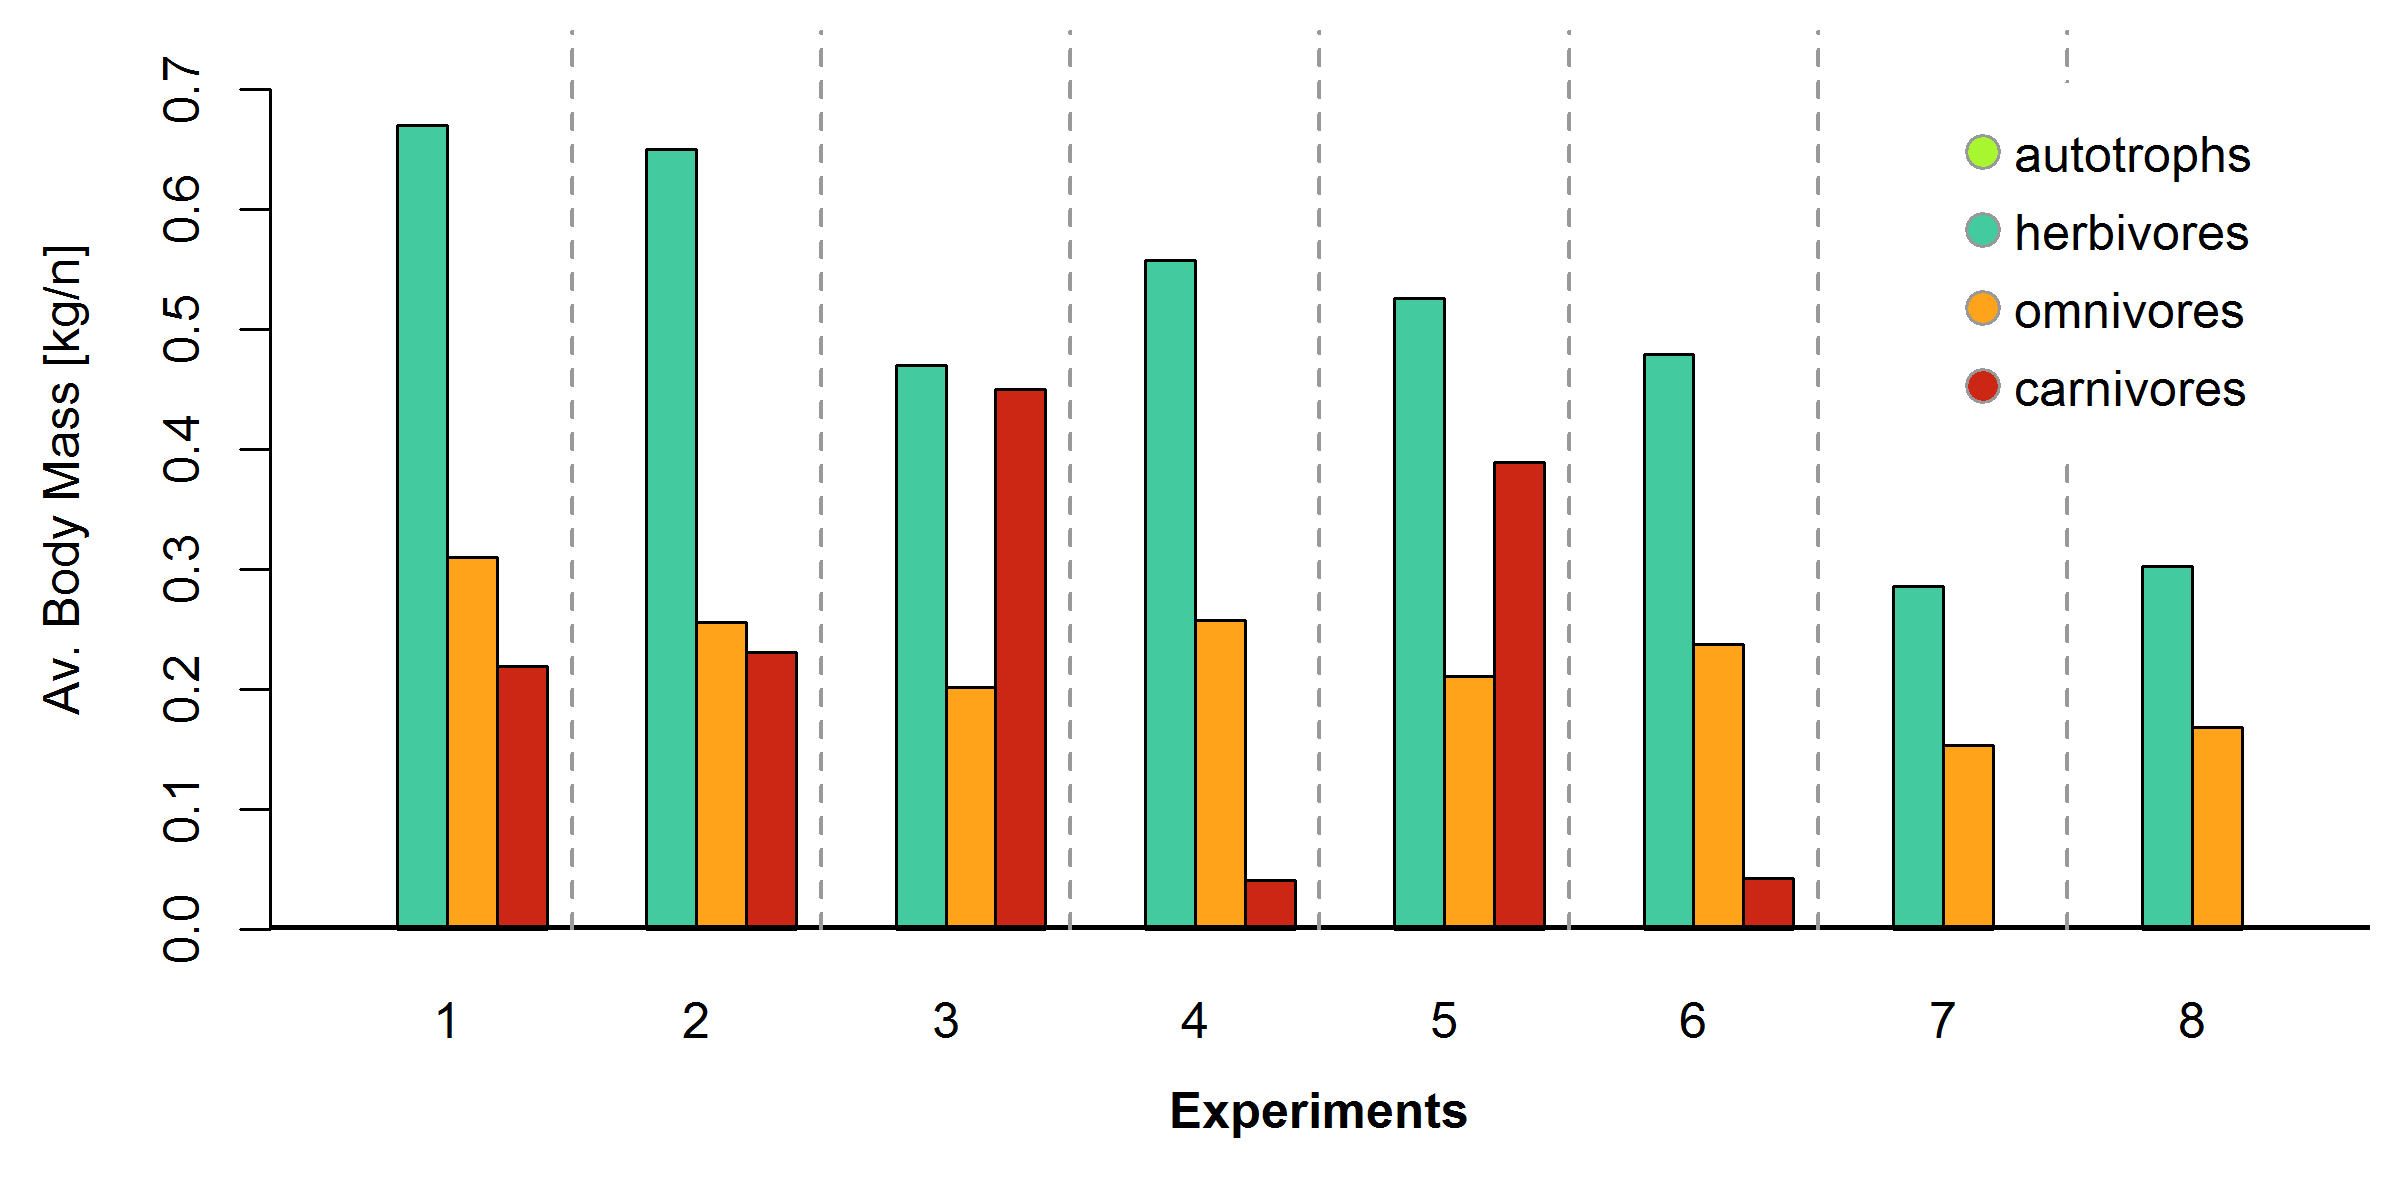 Av. Body Mass [kg/n]
0.7
0.6
0.5
0.4
0.3
0.2
0.1
0.0
autotrophs
herbivores
omnivores
carnivores
1 2 3 4 5 6 7 8
Experiments